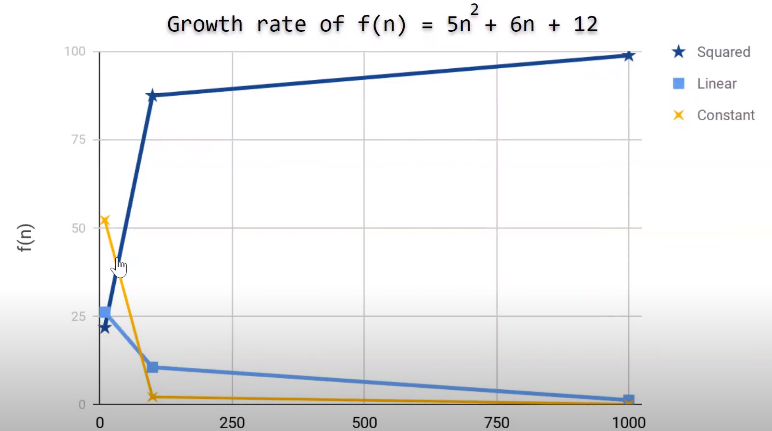 Growth rate of f(n) = 5n² + 6n + 12
100
75
50
25
0
f(n)
0 250 500 750 1000
Squared
Linear
Constant